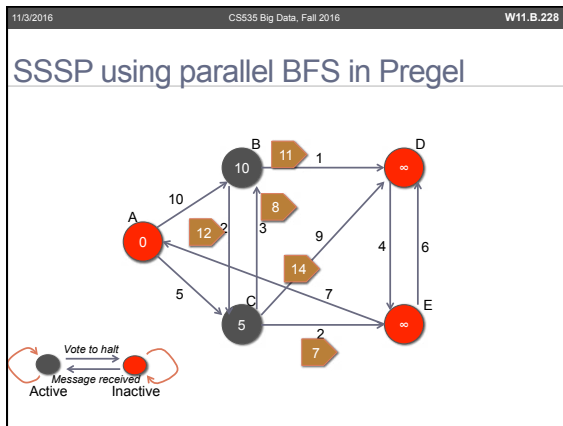 11/3/2016 CS535 Big Data, Fall 2016 W11.B.228
SSSP using parallel BFS in Pregel
B D
10 11 1 ∞
10 8
A 12 2 3 9
0 4 6
14
5 7
C E
5 2 ∞
7
Vote to halt
Message received
Active Inactive